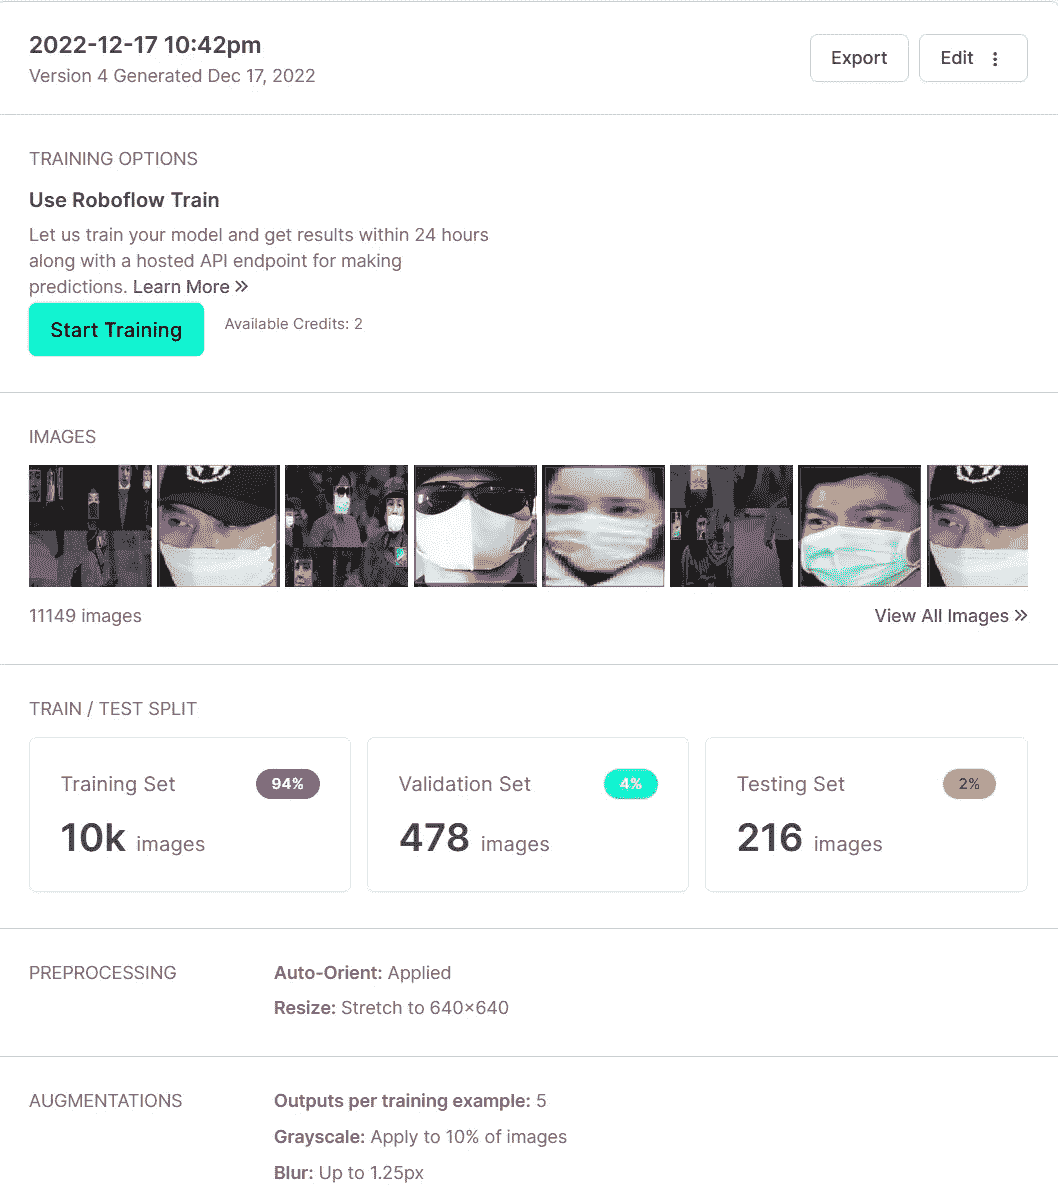 2022-12-17 10:42pm
Version 4 Generated Dec 17, 2022
Export
Edit
TRAINING OPTIONS
Use Roboflow Train
Let us train your model and get results within 24 hours
along with a hosted API endpoint for making
predictions. Learn More »
Start Training
Available Credits: 2
IMAGES
11149 images
View All Images »
TRAIN / TEST SPLIT
Training Set
94%
10k images
Validation Set
4%
478 images
Testing Set
2%
216 images
PREPROCESSING
Auto-Orient: Applied
Resize: Stretch to 640×640
AUGMENTATIONS
Outputs per training example: 5
Grayscale: Apply to 10% of images
Blur: Up to 1.25px